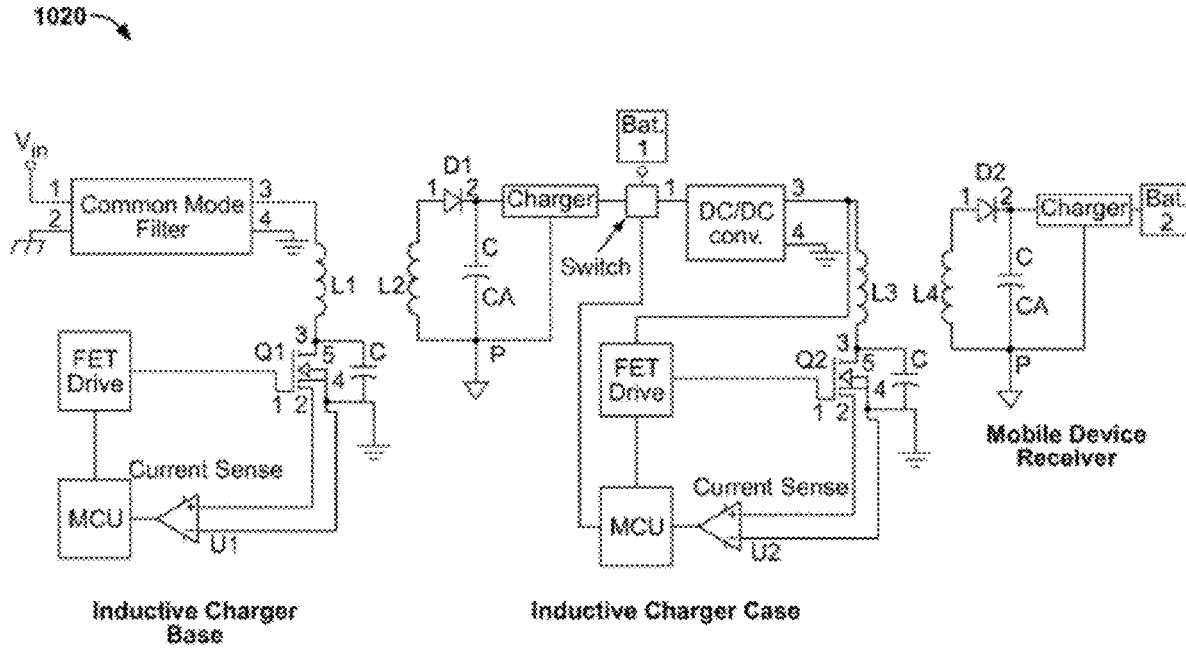 1020
Vin
1
2
Common Mode
Filter
3
4
L1
FET
Drive
Q1
3
5
4
1
2
C
Current Sense
MCU
U1
Inductive Charger
Base
L2
D1
1
2
C
CA
P
Charger
Bat.
1
Switch
1
DC/DC
conv.
3
4
L3
FET
Drive
Q2
3
5
4
1
2
C
Current Sense
MCU
U2
Inductive Charger Case
L4
D2
1
2
C
CA
P
Charger
Bat.
2
Mobile Device
Receiver